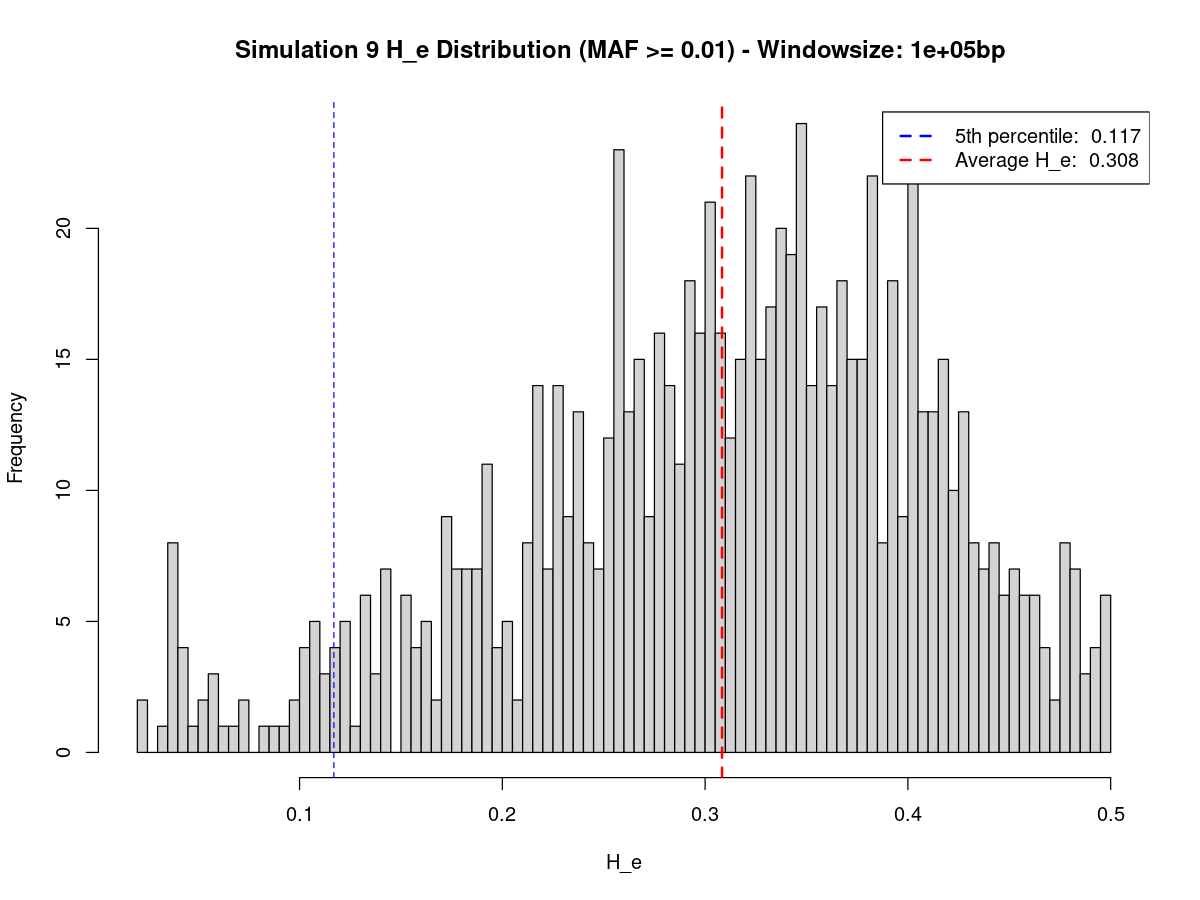 Simulation 9 H_e Distribution (MAF >= 0.01) - Windowsize: 1e+05bp
5th percentile:  0.117
Average H_e:  0.308
Frequency
20
15
10
5
0
0.1 0.2 0.3 0.4 0.5
H_e